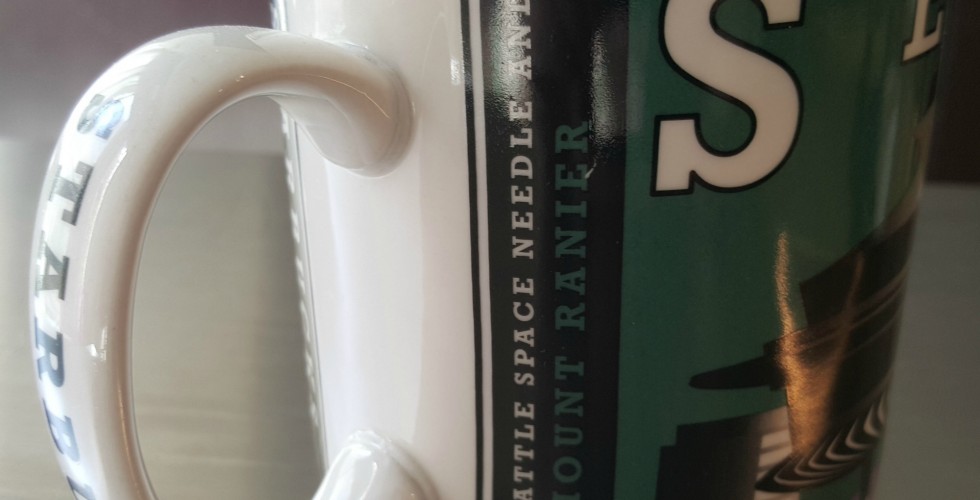 STARB
ATTLE SPACE NEEDLE AND
MOUNT RANIER
S